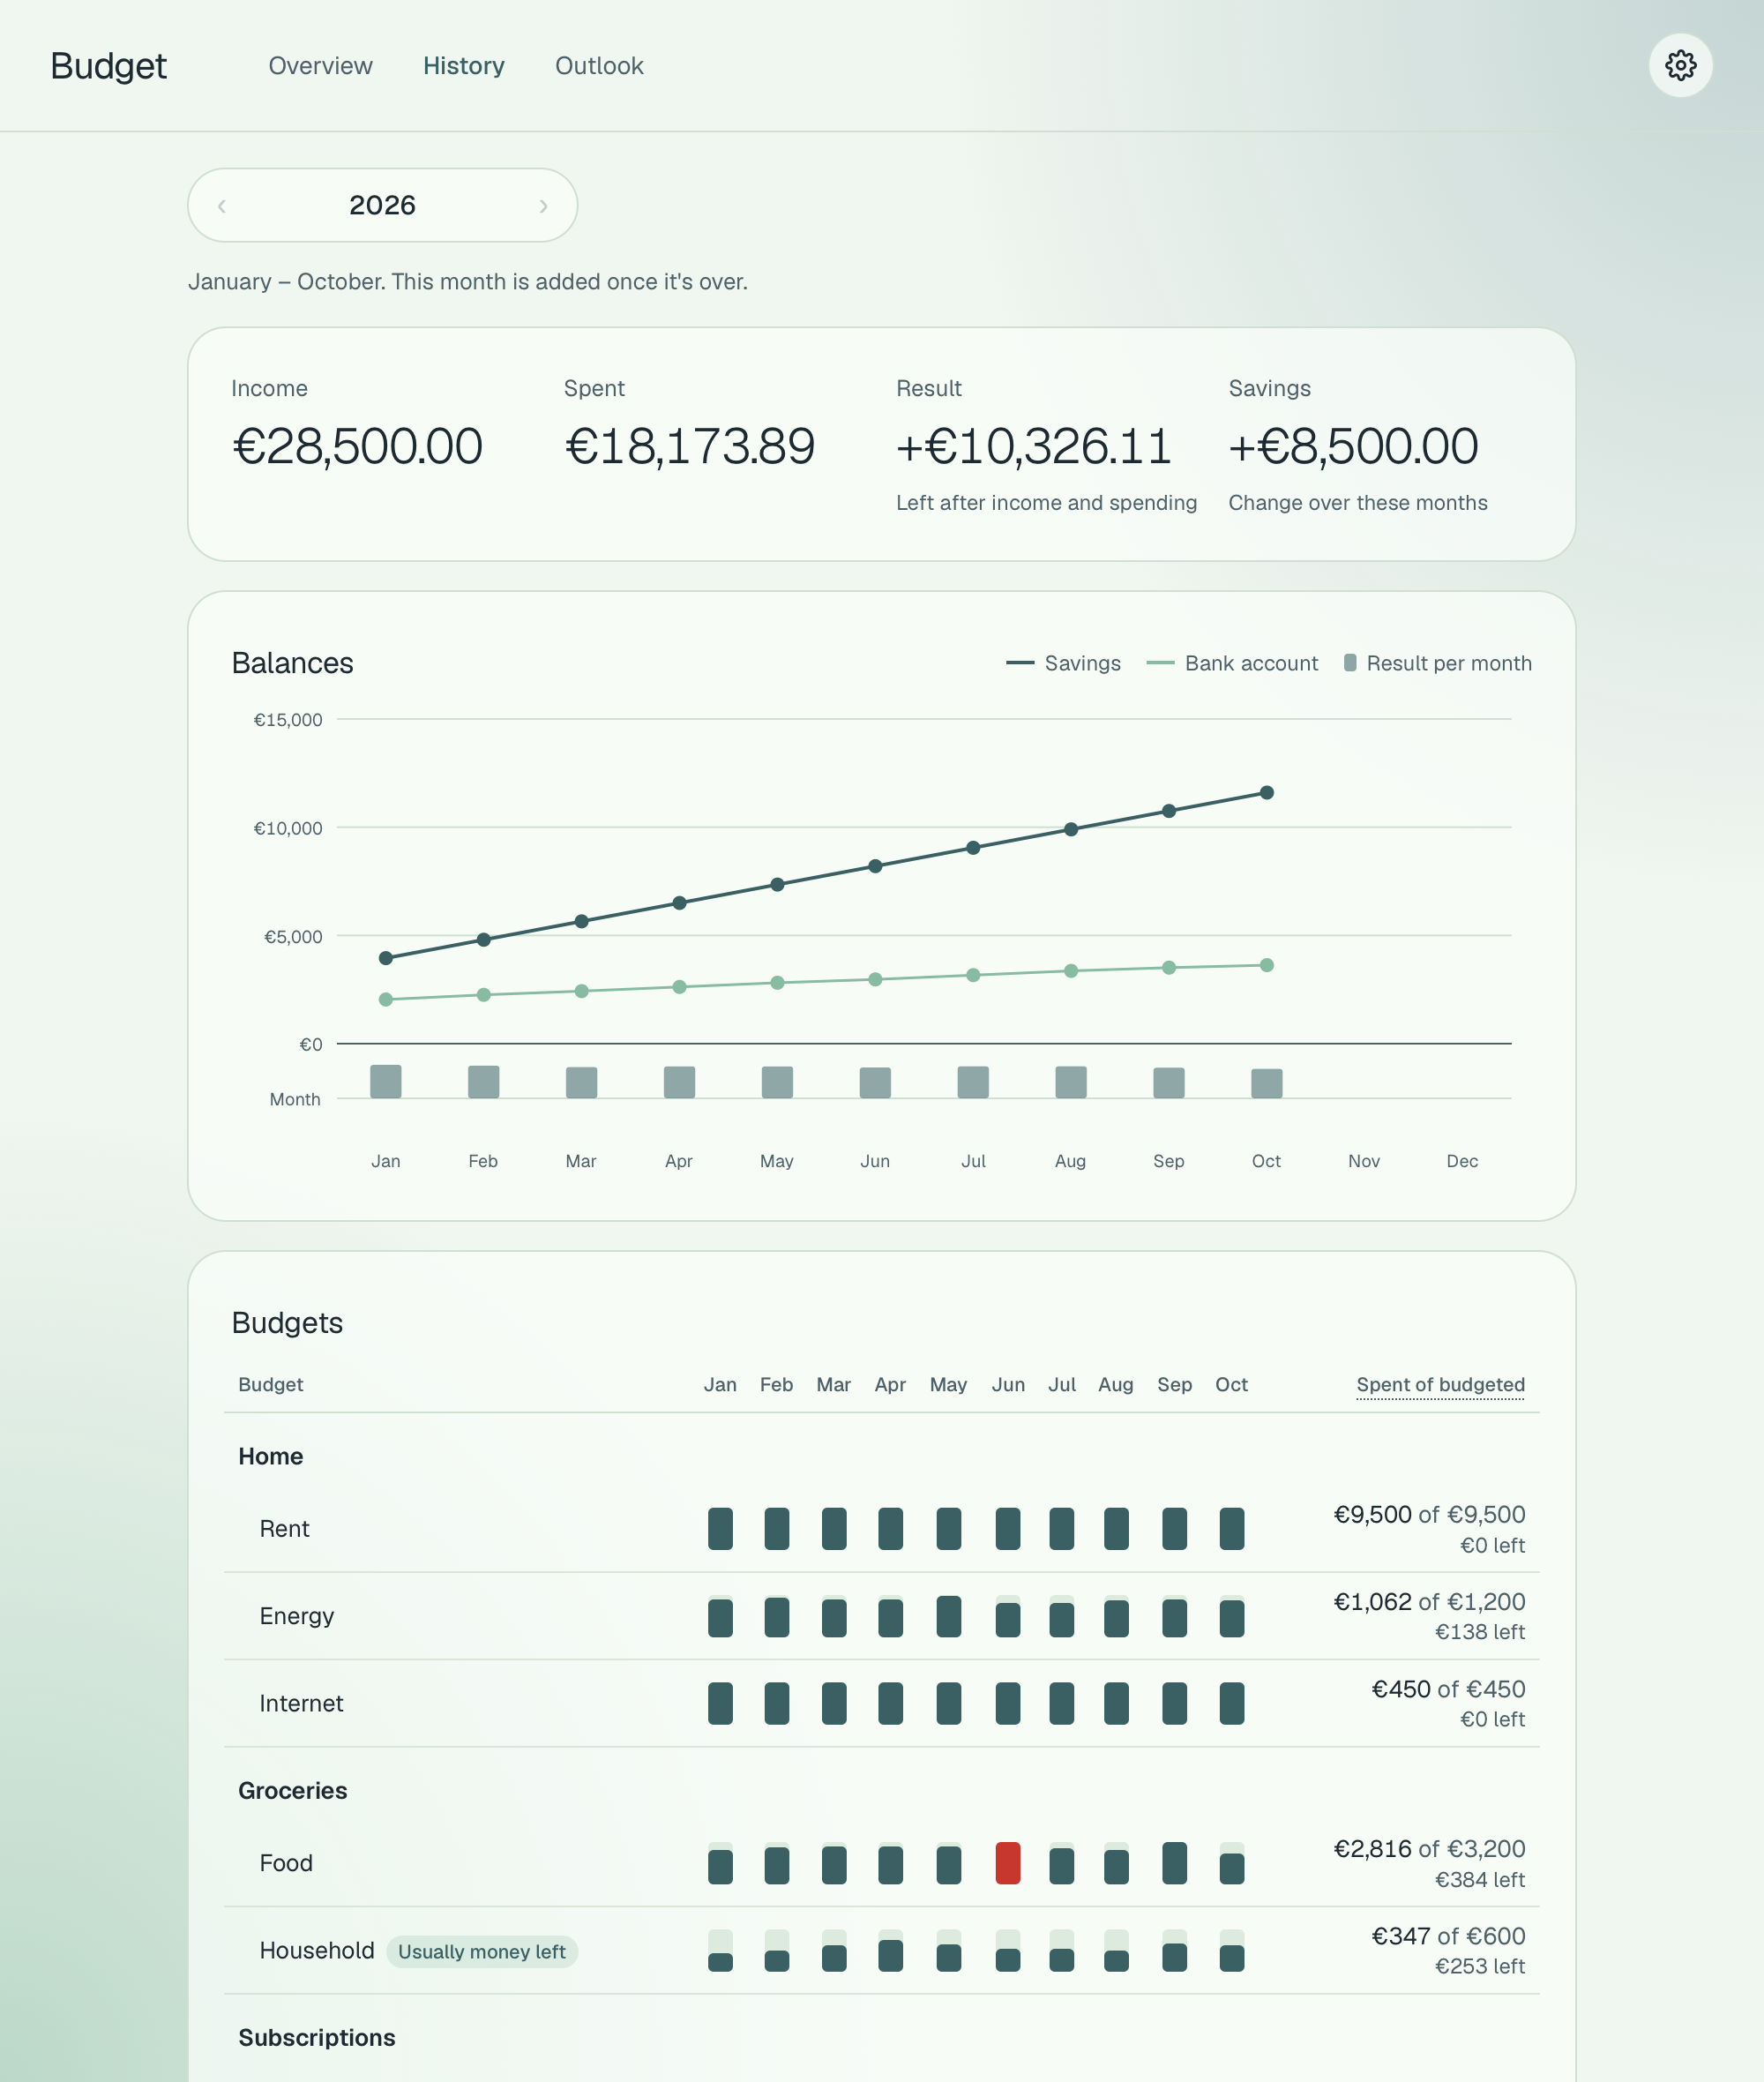 Budget Overview History Outlook
‹ 2026 ›
January – October. This month is added once it's over.
Income Spent Result Savings
€28,500.00 €18,173.89 +€10,326.11 +€8,500.00
Left after income and spending Change over these months
Balances Savings Bank account Result per month
€15,000
€10,000
€5,000
€0
Month
Jan Feb Mar Apr May Jun Jul Aug Sep Oct Nov Dec
Budgets
Budget Jan Feb Mar Apr May Jun Jul Aug Sep Oct Spent of budgeted
Home
Rent €9,500 of €9,500
€0 left
Energy €1,062 of €1,200
€138 left
Internet €450 of €450
€0 left
Groceries
Food €2,816 of €3,200
€384 left
Household Usually money left €347 of €600
€253 left
Subscriptions